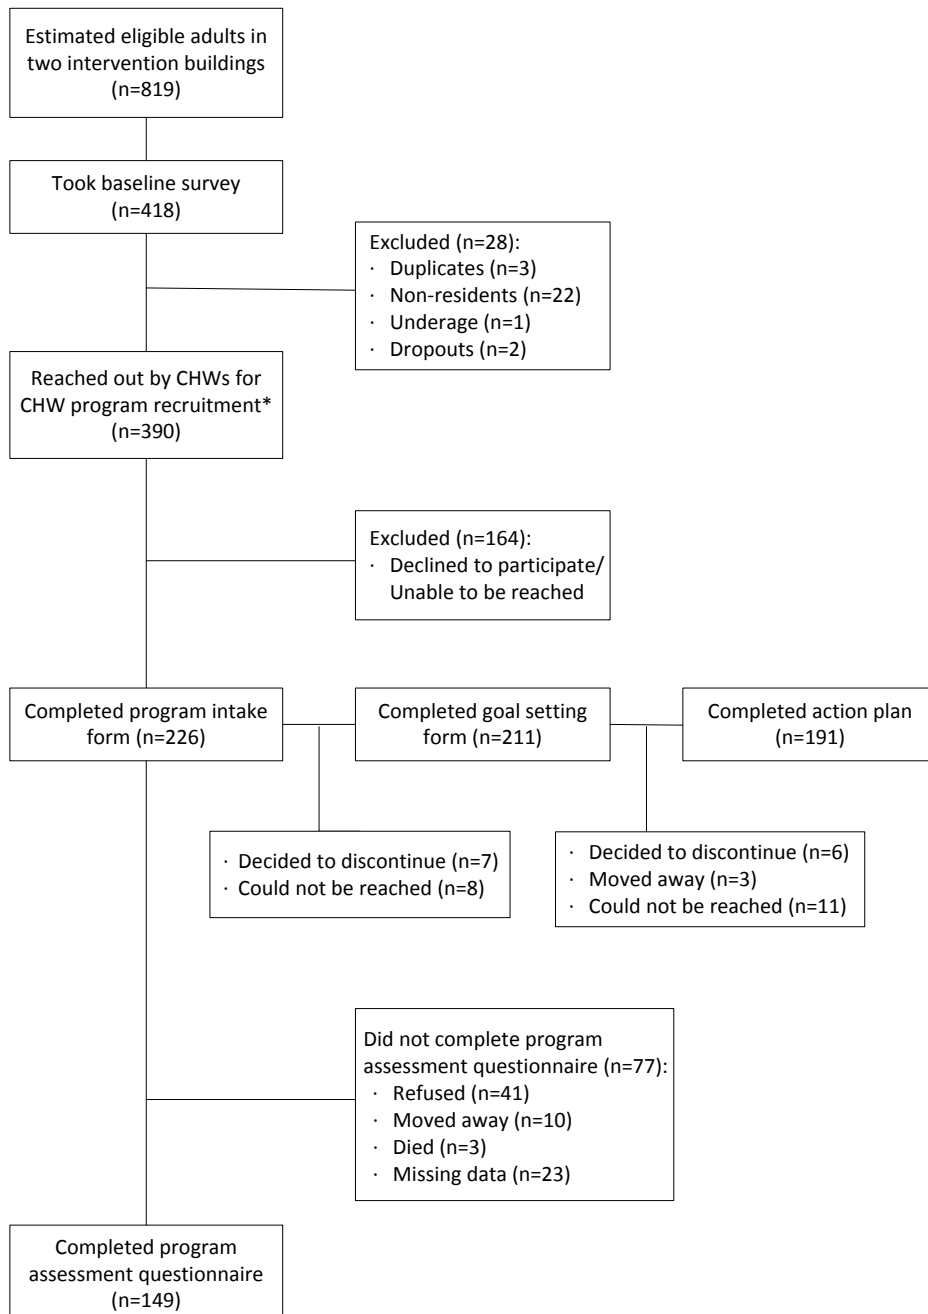 Estimated eligible adults in
two intervention buildings
(n=819)
Took baseline survey
(n=418)
Excluded (n=28):
· Duplicates (n=3)
· Non-residents (n=22)
· Underage (n=1)
· Dropouts (n=2)
Reached out by CHWs for
CHW program recruitment*
(n=390)
Excluded (n=164):
· Declined to participate/
Unable to be reached
Completed program intake
form (n=226)
Completed goal setting
form (n=211)
Completed action plan
(n=191)
· Decided to discontinue (n=7)
· Could not be reached (n=8)
· Decided to discontinue (n=6)
· Moved away (n=3)
· Could not be reached (n=11)
Did not complete program
assessment questionnaire (n=77):
· Refused (n=41)
· Moved away (n=10)
· Died (n=3)
· Missing data (n=23)
Completed program
assessment questionnaire
(n=149)